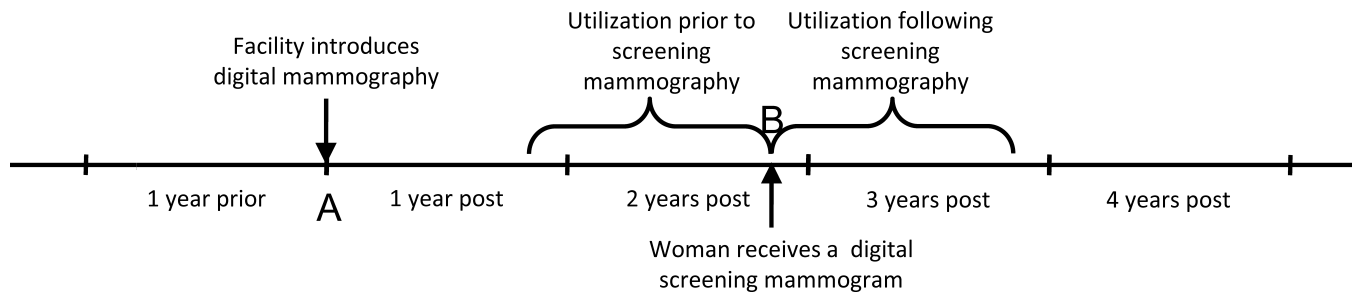 Facility introduces
digital mammography
Utilization prior to
screening
mammography
Utilization following
screening
mammography
B
1 year prior
A
1 year post
2 years post
3 years post
4 years post
Woman receives a  digital
screening mammogram